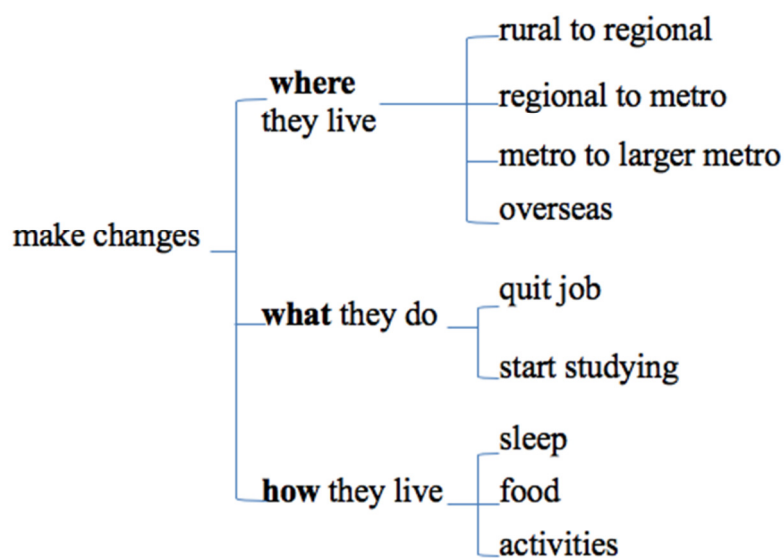 make changes
where
they live
rural to regional
regional to metro
metro to larger metro
overseas
what they do
quit job
start studying
how they live
sleep
food
activities